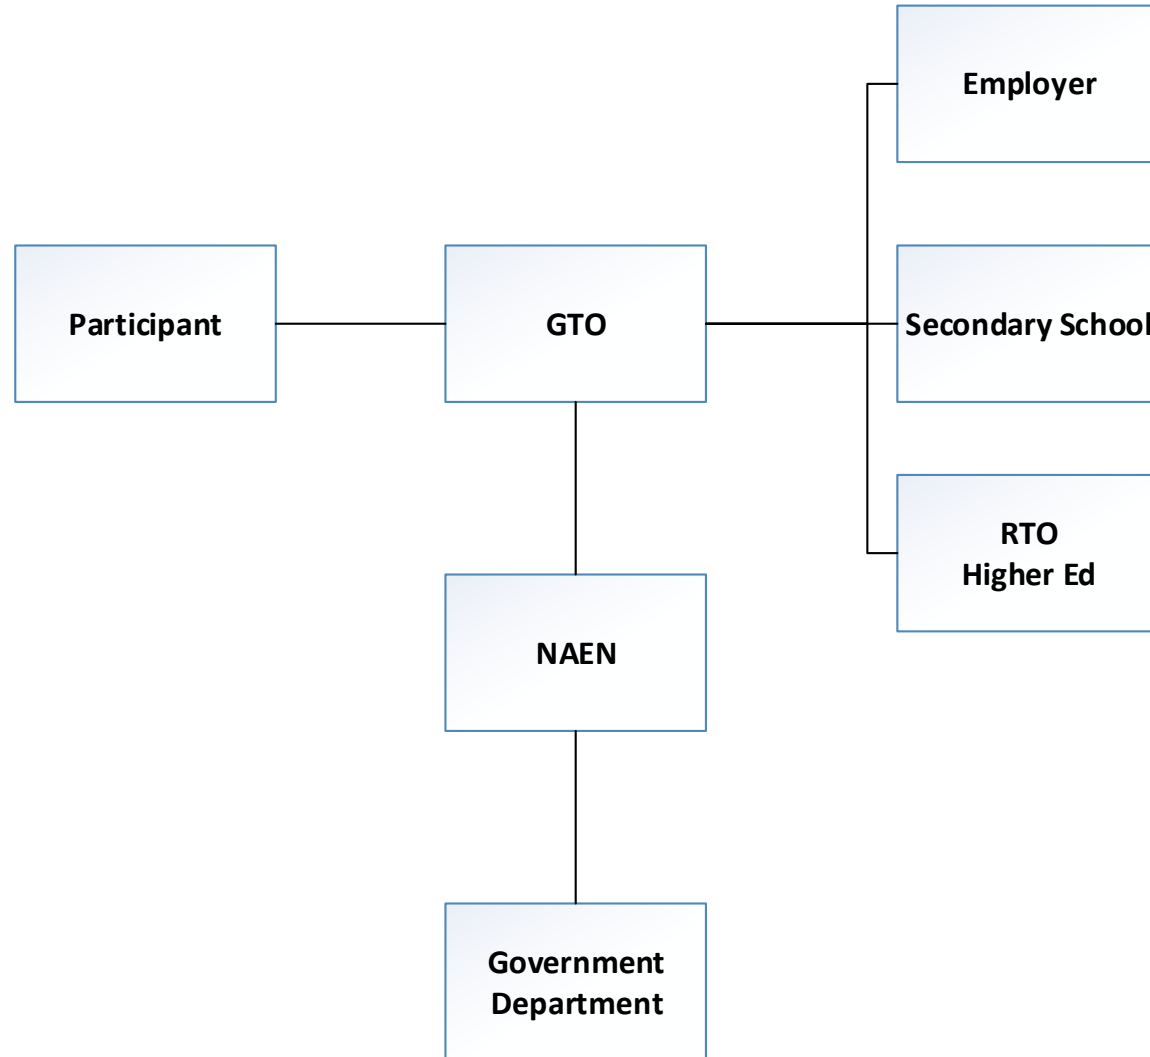 Employer
Participant
GTO
Secondary School
RTO
Higher Ed
NAEN
Government
Department